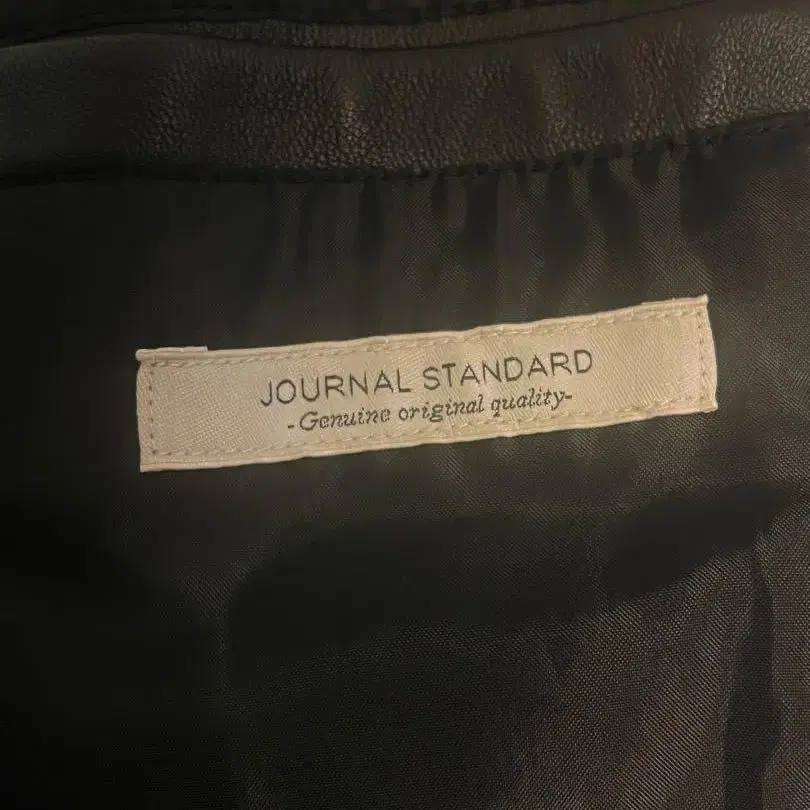 JOURNAL STANDARD
-Genuine original quality-